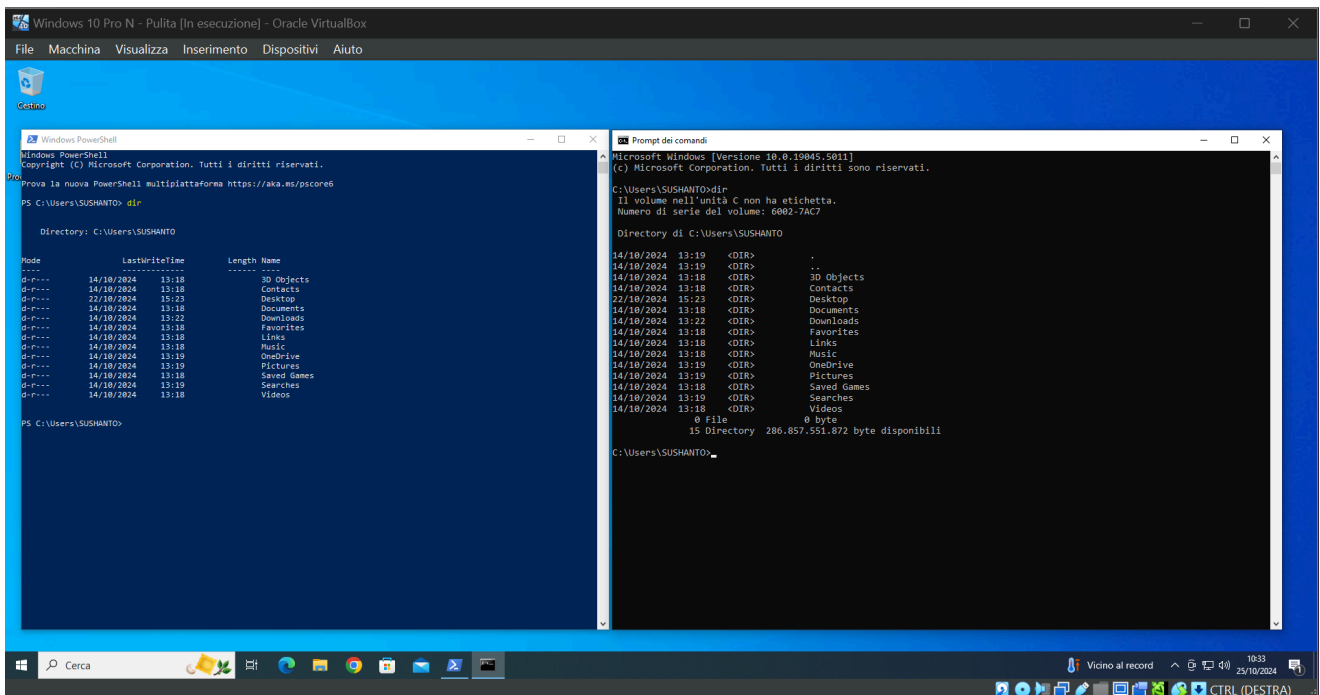 Windows 10 Pro N - Pulita [In esecuzione] - Oracle VirtualBox
File Macchina Visualizza Inserimento Dispositivi Aiuto
Cestino
Windows PowerShell
Windows PowerShell
Copyright (C) Microsoft Corporation. Tutti i diritti riservati.
Prova la nuova PowerShell multipiattaforma https://aka.ms/pscore6
PS C:\Users\SUSHANTO> dir
Directory: C:\Users\SUSHANTO
Mode LastWriteTime Length Name
---- ------------- ------ ----
d-r--- 14/10/2024 13:18 3D Objects
d-r--- 14/10/2024 13:18 Contacts
d-r--- 22/10/2024 15:23 Desktop
d-r--- 14/10/2024 13:18 Documents
d-r--- 14/10/2024 13:22 Downloads
d-r--- 14/10/2024 13:18 Favorites
d-r--- 14/10/2024 13:18 Links
d-r--- 14/10/2024 13:18 Music
d-r--- 14/10/2024 13:19 OneDrive
d-r--- 14/10/2024 13:19 Pictures
d-r--- 14/10/2024 13:18 Saved Games
d-r--- 14/10/2024 13:19 Searches
d-r--- 14/10/2024 13:18 Videos
PS C:\Users\SUSHANTO>
Prompt dei comandi
Microsoft Windows [Versione 10.0.19045.5011]
(c) Microsoft Corporation. Tutti i diritti sono riservati.
C:\Users\SUSHANTO>dir
Il volume nell'unità C non ha etichetta.
Numero di serie del volume: 6002-7AC7
Directory di C:\Users\SUSHANTO
14/10/2024 13:19 <DIR> .
14/10/2024 13:19 <DIR> ..
14/10/2024 13:18 <DIR> 3D Objects
14/10/2024 13:18 <DIR> Contacts
22/10/2024 15:23 <DIR> Desktop
14/10/2024 13:18 <DIR> Documents
14/10/2024 13:22 <DIR> Downloads
14/10/2024 13:18 <DIR> Favorites
14/10/2024 13:18 <DIR> Links
14/10/2024 13:18 <DIR> Music
14/10/2024 13:19 <DIR> OneDrive
14/10/2024 13:19 <DIR> Pictures
14/10/2024 13:18 <DIR> Saved Games
14/10/2024 13:19 <DIR> Searches
14/10/2024 13:18 <DIR> Videos
0 File 0 byte
15 Directory 286.857.551.872 byte disponibili
C:\Users\SUSHANTO>
Cerca
Vicino al record
10:33
25/10/2024
CTRL (DESTRA)